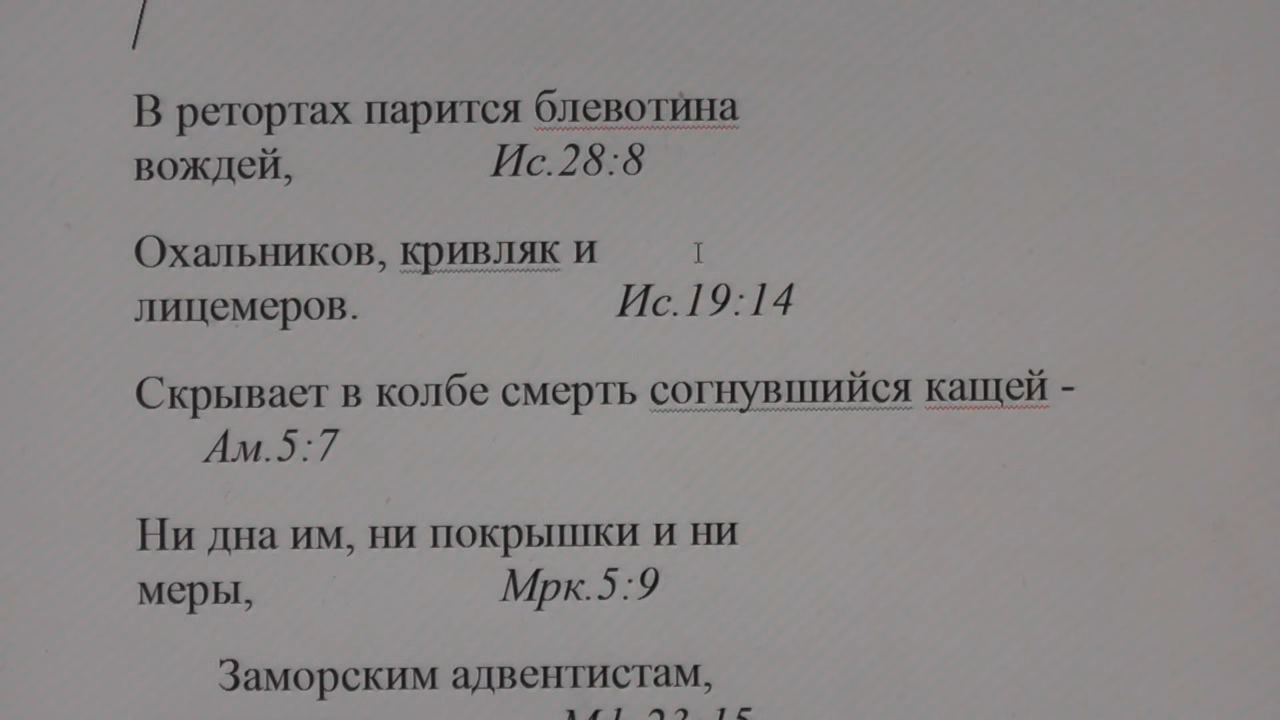 В ретортах парится блевотина
вождей, Ис.28:8
Охальников, кривляк и
лицемеров. Ис.19:14
Скрывает в колбе смерть согнувшийся кащей -
Ам.5:7
Ни дна им, ни покрышки и ни
меры, Мрк.5:9
Заморским адвентистам,